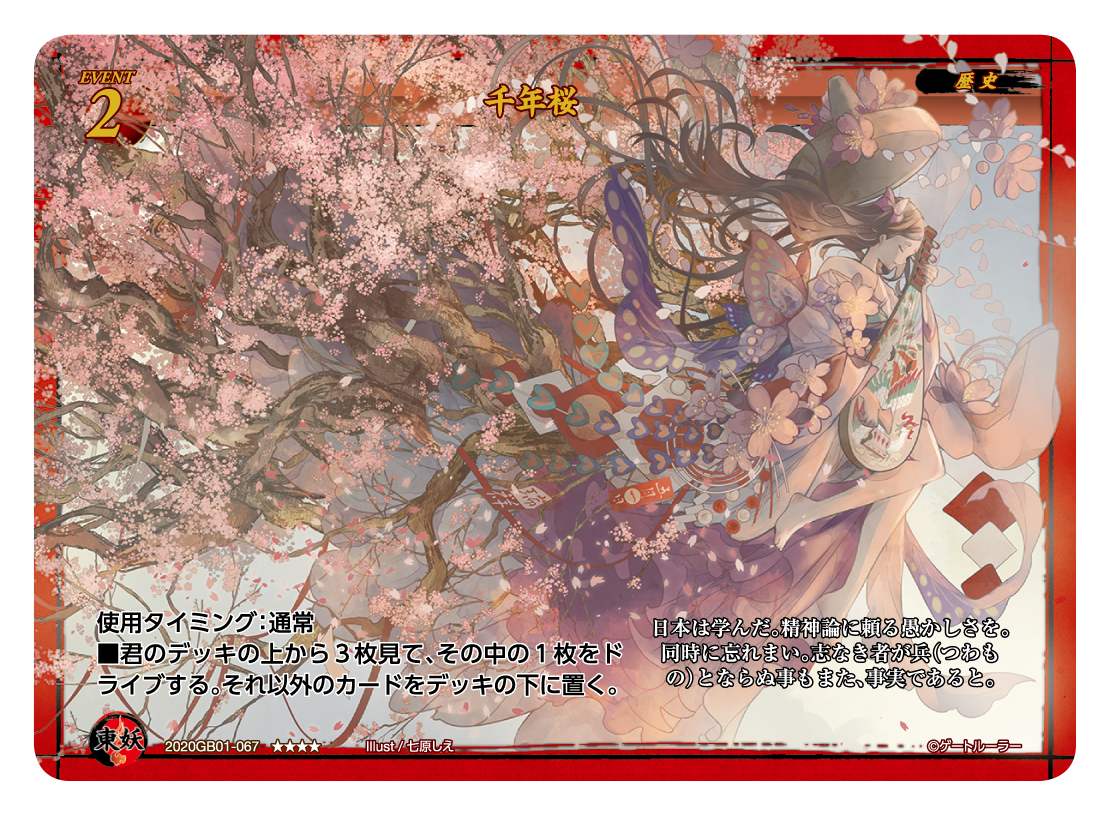 EVENT
2
千年桜
歴史
使用タイミング：通常
■君のデッキの上から３枚見て、その中の１枚をド
ライブする。それ以外のカードをデッキの下に置く。
日本は学んだ。精神論に頼る愚かしさを。
同時に忘れまい。志なき者が兵（つわも
の）とならぬ事もまた、事実であると。
東妖
2020GB01-067 ★★★★ Illust / 七原しえ
©ゲートルーラー